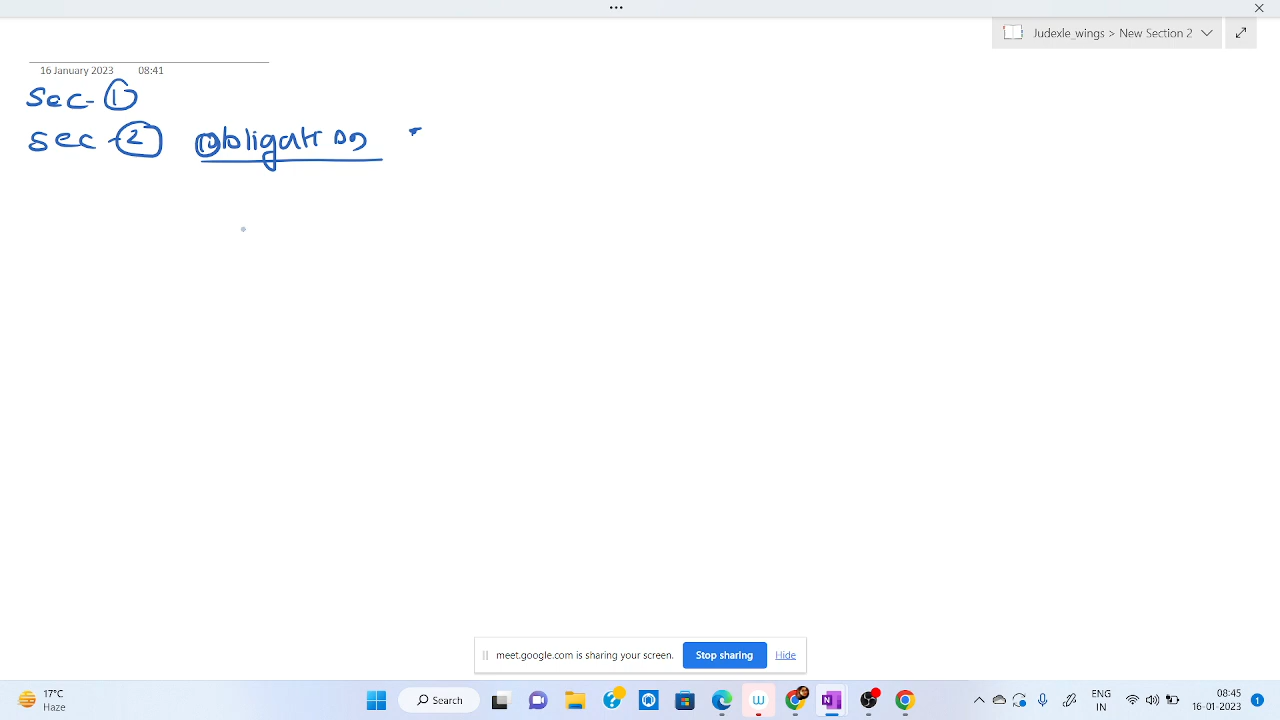 Judexle_wings > New Section 2
16 January 2023 08:41
Sec- 1
Sec - 2 obligation
meet.google.com is sharing your screen. Stop sharing Hide
17°C
Haze
Search
ENG
IN
08:45
16-01-2023
1